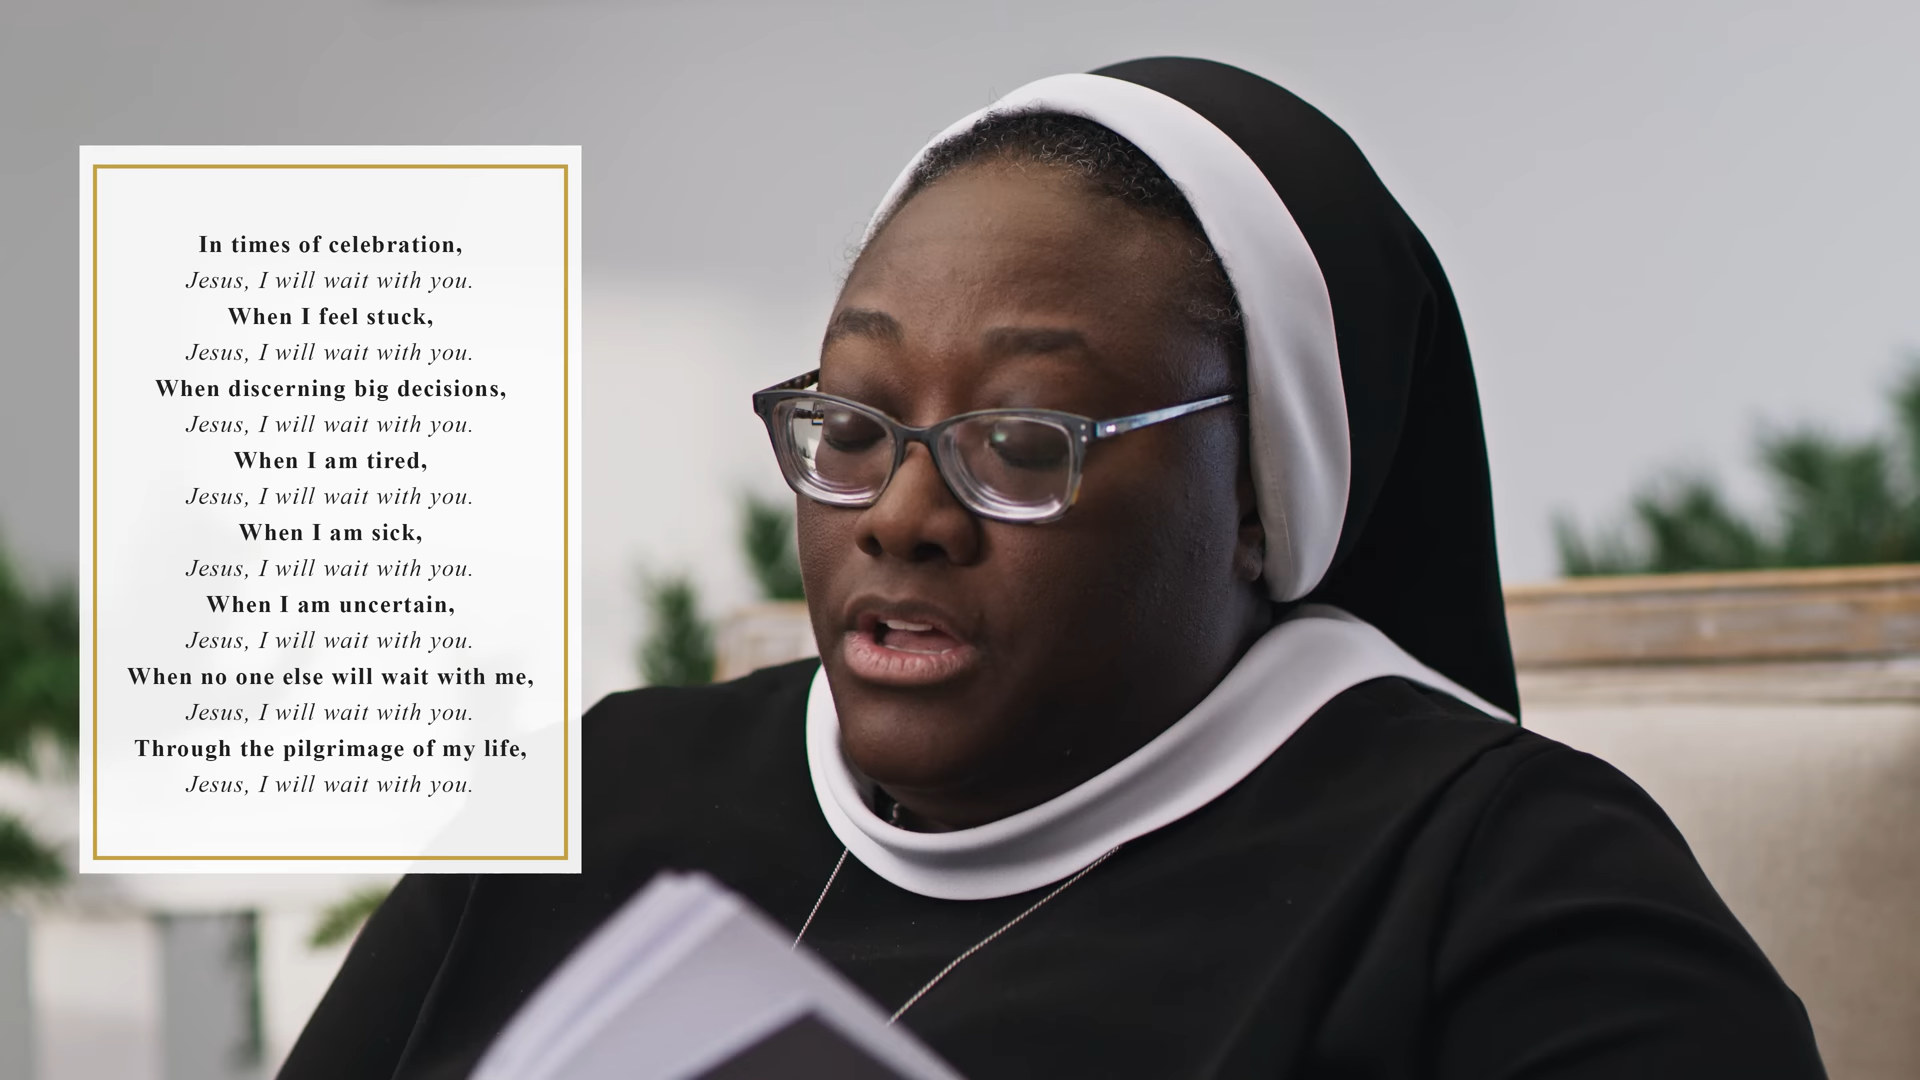 In times of celebration,
Jesus, I will wait with you.
When I feel stuck,
Jesus, I will wait with you.
When discerning big decisions,
Jesus, I will wait with you.
When I am tired,
Jesus, I will wait with you.
When I am sick,
Jesus, I will wait with you.
When I am uncertain,
Jesus, I will wait with you.
When no one else will wait with me,
Jesus, I will wait with you.
Through the pilgrimage of my life,
Jesus, I will wait with you.